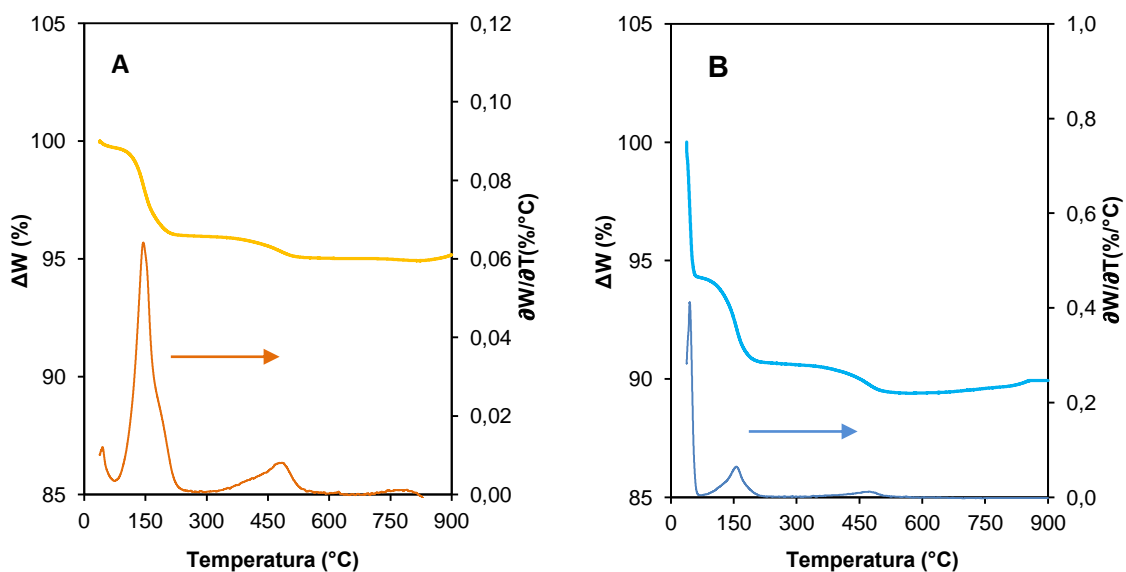 A
ΔW (%)
105
100
95
90
85
0,12
0,10
0,08
0,06
0,04
0,02
0,00
∂W/∂T(%/°C)
0 150 300 450 600 750 900
Temperatura (°C)
B
ΔW (%)
105
100
95
90
85
1,0
0,8
0,6
0,4
0,2
0,0
∂W/∂T(%/°C)
0 150 300 450 600 750 900
Temperatura (°C)